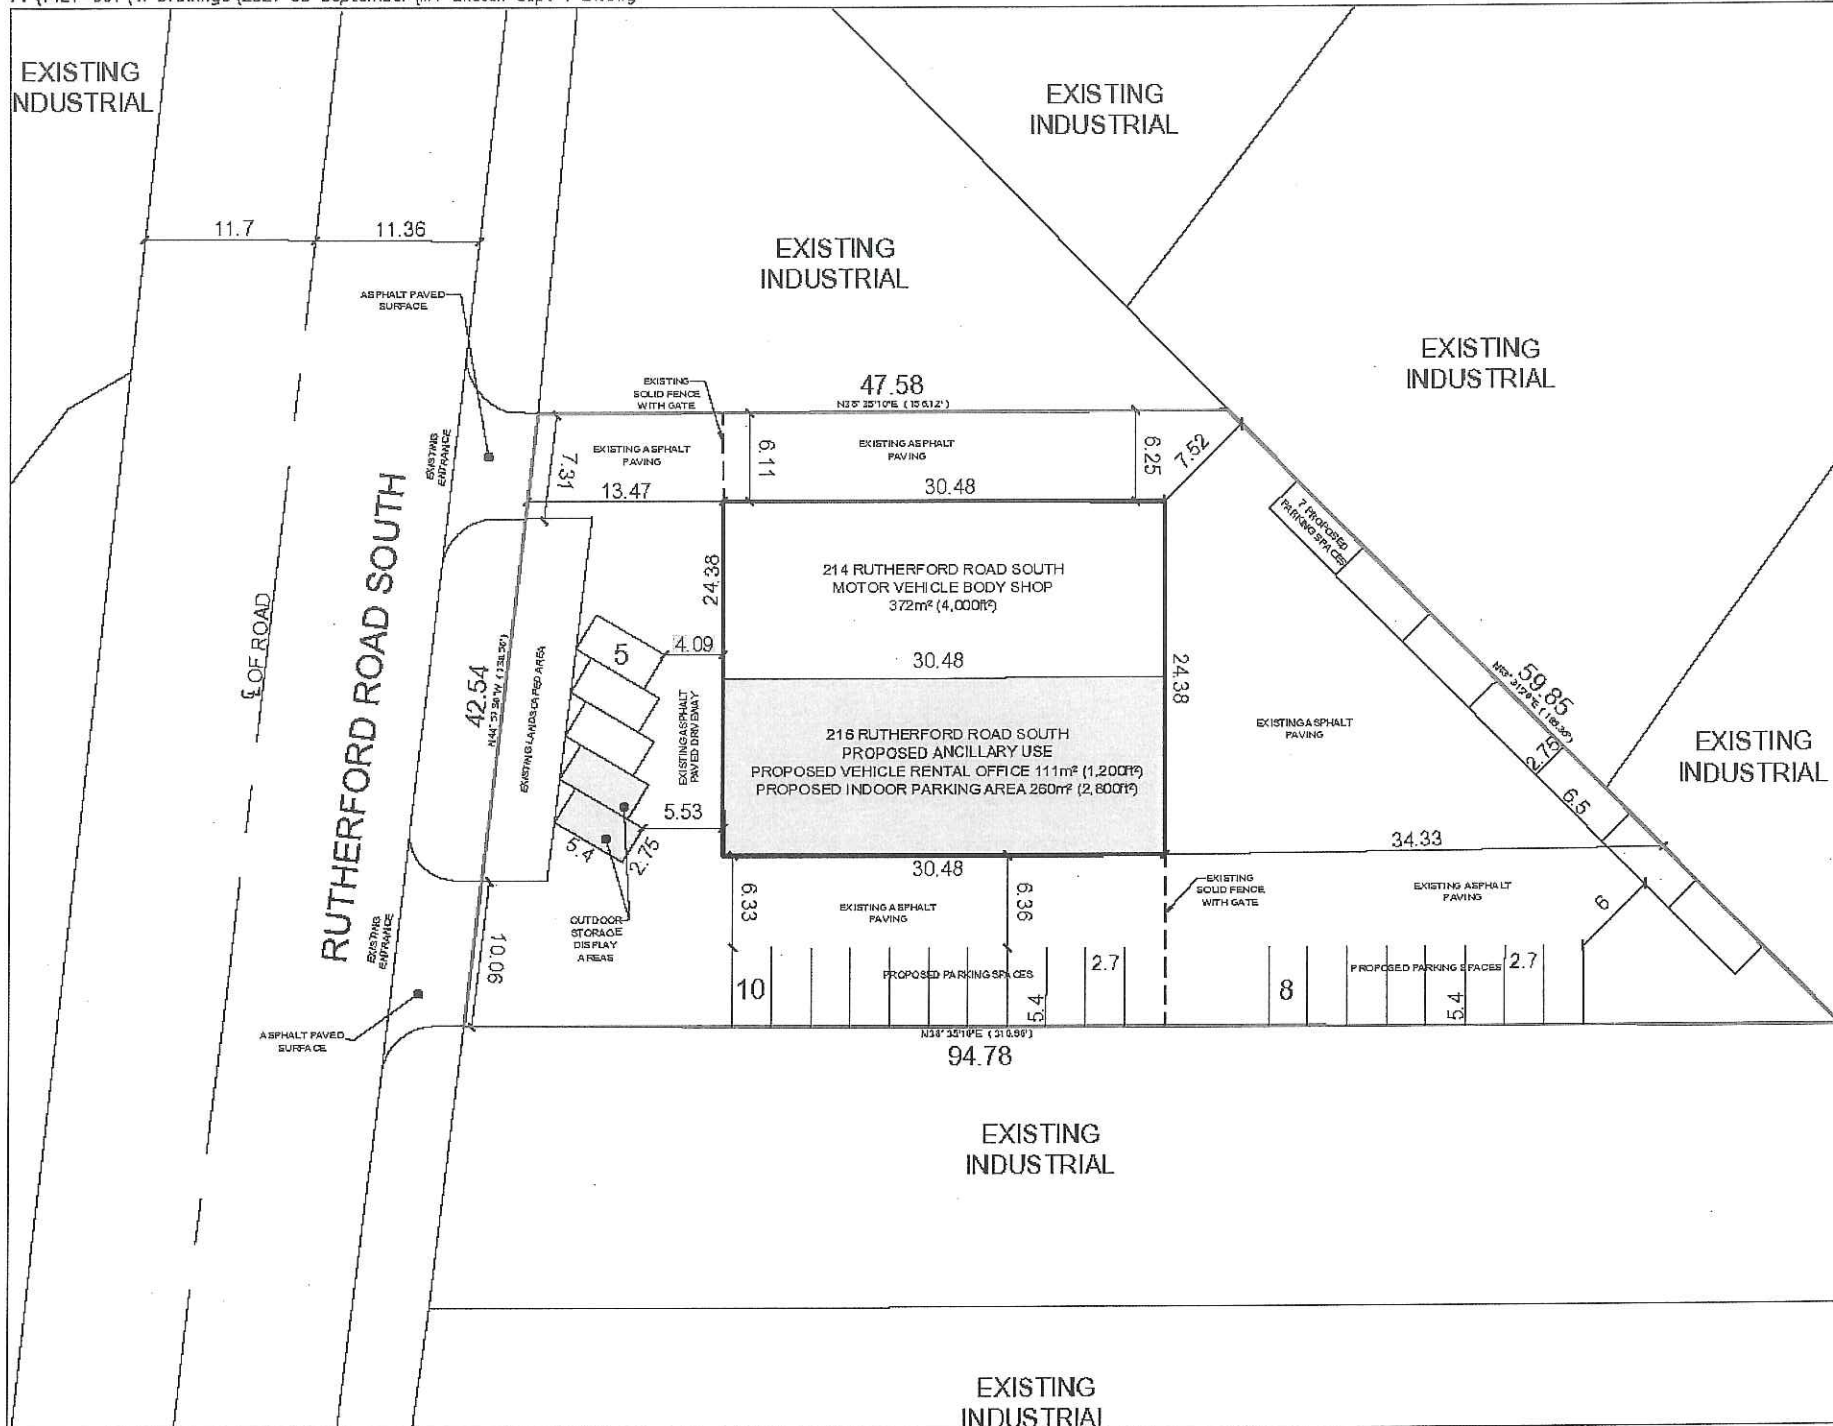 EXISTING
NDUSTRIAL
EXISTING
INDUSTRIAL
11.7
11.36
EXISTING
INDUSTRIAL
ASPHALT PAVED
SURFACE
EXISTING
INDUSTRIAL
EXISTING
SOLID FENCE
WITH GATE
47.58
EXISTING
ENTRANCE
7.31
EXISTING ASPHALT
PAVING
6.11
EXISTING ASPHALT
PAVING
6.25
7.52
13.47
30.48
7 PROPOSED
PARKING SPACES
RUTHERFORD ROAD SOUTH
℄ OF ROAD
42.54
EXISTING LANDSCAPED AREA
24.38
214 RUTHERFORD ROAD SOUTH
MOTOR VEHICLE BODY SHOP
372m² (4,000ft²)
5
4.09
30.48
24.38
59.85
EXISTING ASPHALT
PAVED DRIVEWAY
216 RUTHERFORD ROAD SOUTH
PROPOSED ANCILLARY USE
PROPOSED VEHICLE RENTAL OFFICE 111m² (1,200ft²)
PROPOSED INDOOR PARKING AREA 260m² (2,800ft²)
EXISTING ASPHALT
PAVING
EXISTING
INDUSTRIAL
2.75
6.5
5.53
5.4
2.75
30.48
34.33
OUTDOOR
STORAGE
DISPLAY
AREAS
6.33
EXISTING ASPHALT
PAVING
6.36
EXISTING
SOLID FENCE
WITH GATE
EXISTING ASPHALT
PAVING
6
EXISTING
ENTRANCE
10.06
10
PROPOSED PARKING SPACES
5.4
2.7
8
PROPOSED PARKING SPACES
5.4
2.7
ASPHALT PAVED
SURFACE
94.78
EXISTING
INDUSTRIAL
EXISTING
INDUSTRIAL